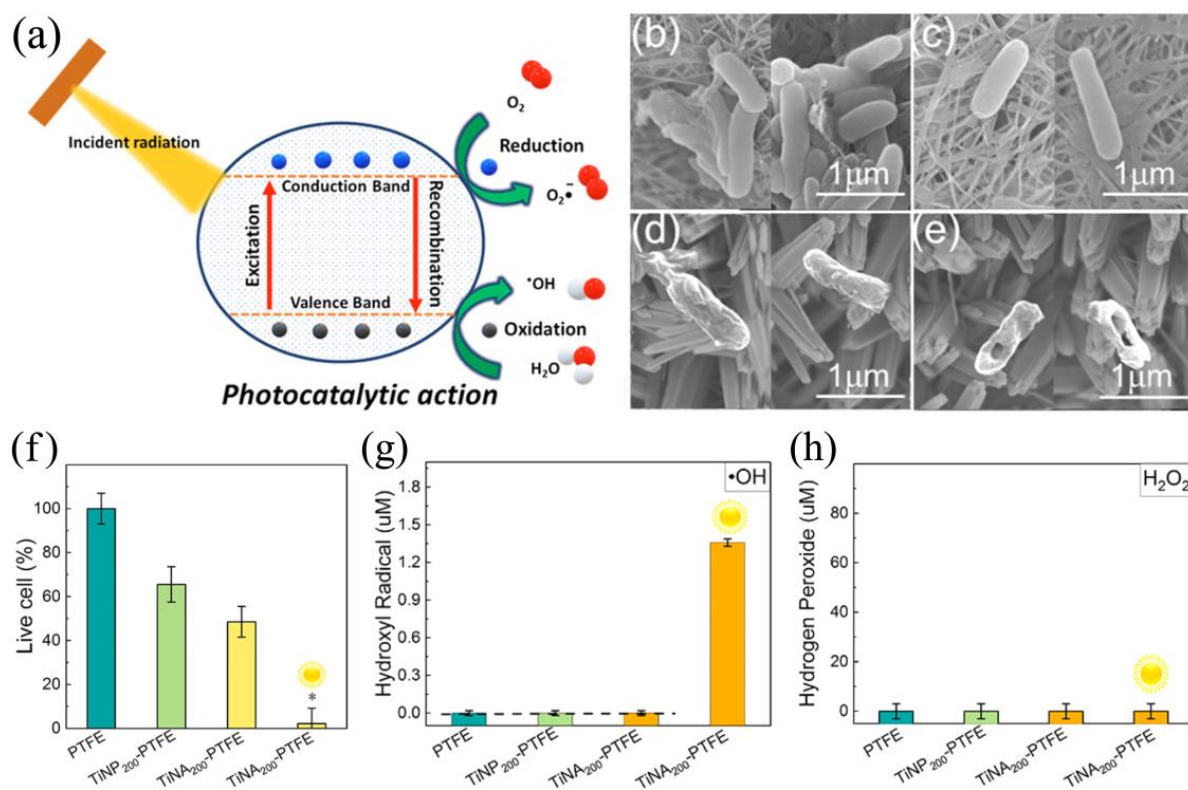 (a)
Incident radiation
O₂
Reduction
Conduction Band
O₂•⁻
Excitation
Recombination
Valence Band
•OH
Oxidation
H₂O
Photocatalytic action
(b)
1μm
(c)
1μm
(d)
1μm
(e)
1μm
(f)
Live cell (%)
100
80
60
40
20
0
*
PTFE
TiNP₂₀₀-PTFE
TiNA₂₀₀-PTFE
TiNA₂₀₀-PTFE
(g)
•OH
Hydroxyl Radical (uM)
1.8
1.5
1.2
0.9
0.6
0.3
0.0
PTFE
TiNP₂₀₀-PTFE
TiNA₂₀₀-PTFE
TiNA₂₀₀-PTFE
(h)
H₂O₂
Hydrogen Peroxide (uM)
80
60
40
20
0
PTFE
TiNP₂₀₀-PTFE
TiNA₂₀₀-PTFE
TiNA₂₀₀-PTFE